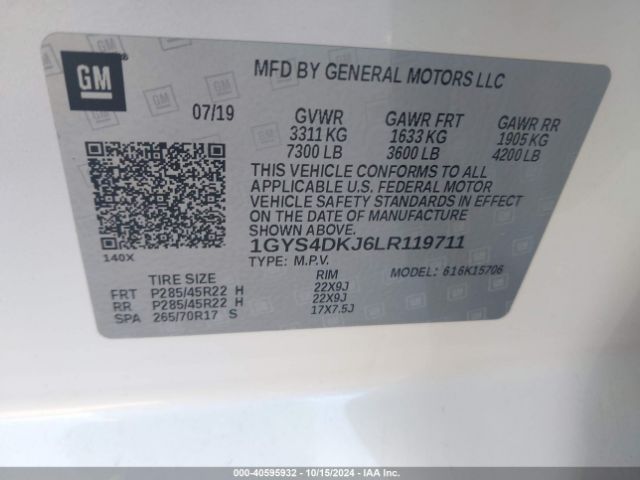 GM
MFD BY GENERAL MOTORS LLC
07/19
GVWR GAWR FRT GAWR RR
3311 KG 1633 KG 1905 KG
7300 LB 3600 LB 4200 LB
THIS VEHICLE CONFORMS TO ALL
APPLICABLE U.S. FEDERAL MOTOR
VEHICLE SAFETY STANDARDS IN EFFECT
ON THE DATE OF MANUFACTURE
SHOWN ABOVE.
140X
1GYS4DKJ6LR119711
TYPE: M.P.V. MODEL: 616K15706
TIRE SIZE RIM
FRT P285/45R22 H 22X9J
RR P285/45R22 H 22X9J
SPA 265/70R17 S 17X7.5J
000-40595932 - 10/15/2024 - IAA Inc.